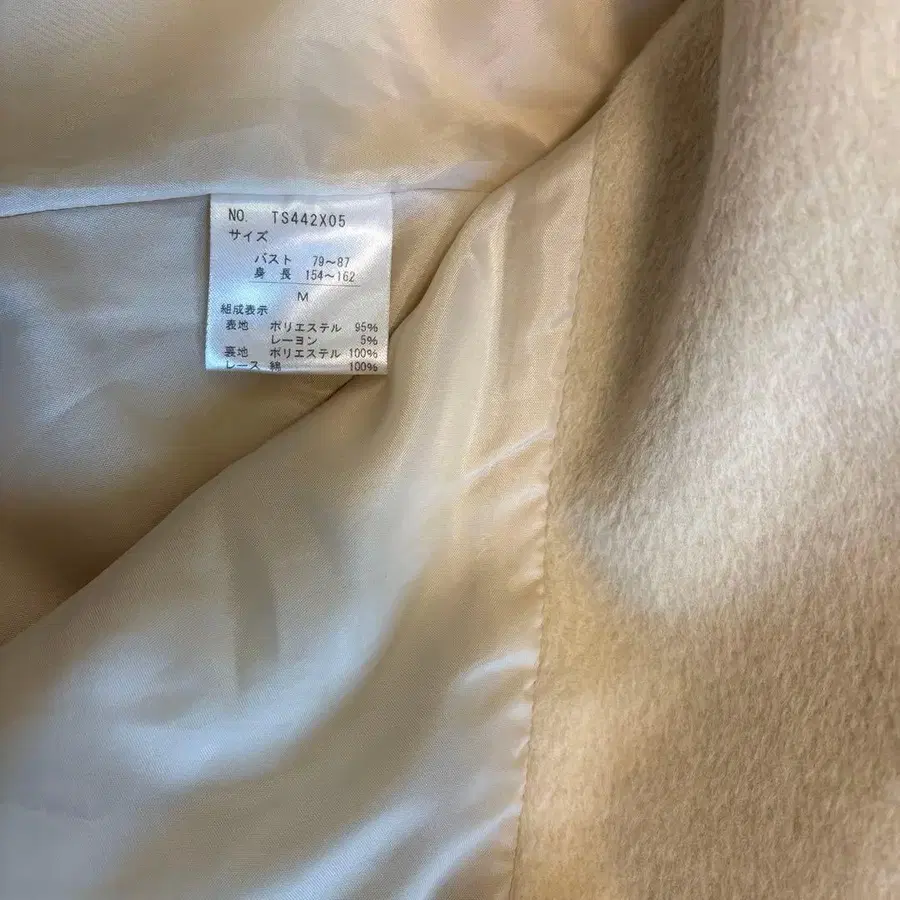 NO. TS442X05
サイズ
バスト 79～87
身長 154～162
M
組成表示
表地 ポリエステル 95%
レーヨン 5%
裏地 ポリエステル 100%
レース 綿 100%